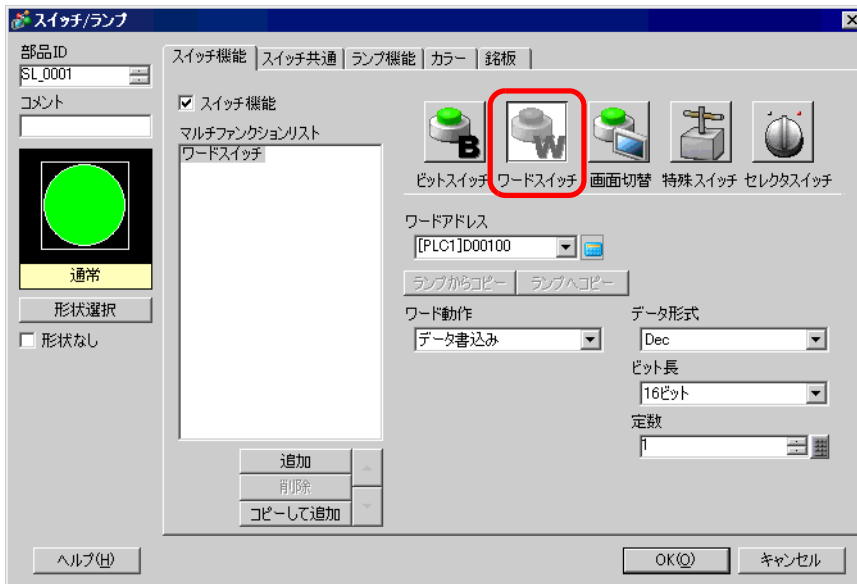 スイッチ/ランプ
部品ID
SL_0001
コメント
通常
形状選択
形状なし
スイッチ機能
スイッチ共通
ランプ機能
カラー
銘板
スイッチ機能
マルチファンクションリスト
ワードスイッチ
追加
削除
コピーして追加
B
W
ビットスイッチ
ワードスイッチ
画面切替
特殊スイッチ
セレクタスイッチ
ワードアドレス
[PLC1]D00100
ランプからコピー
ランプへコピー
ワード動作
データ書込み
データ形式
Dec
ビット長
16ビット
定数
1
ヘルプ(H)
OK(O)
キャンセル